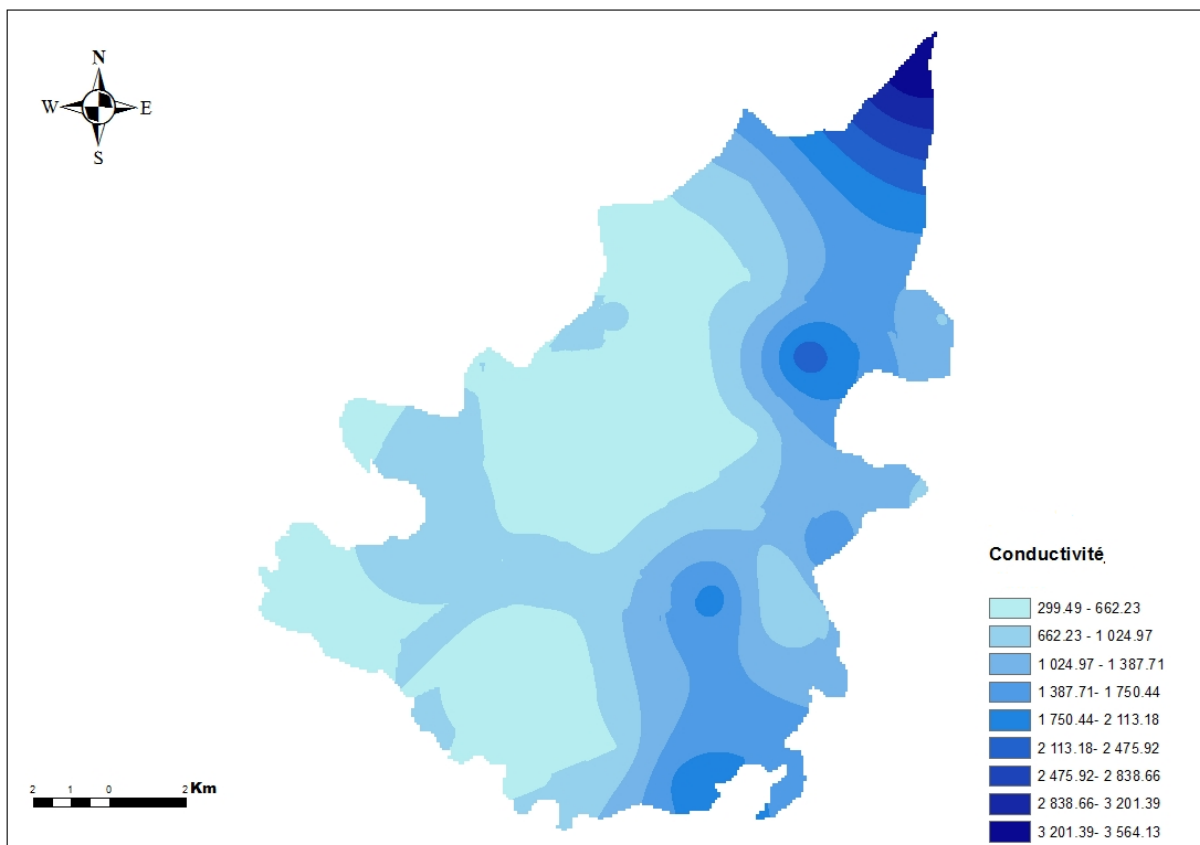 N
W E
S
Conductivité
299.49 - 662.23
662.23 - 1 024.97
1 024.97 - 1 387.71
1 387.71- 1 750.44
1 750.44- 2 113.18
2 113.18- 2 475.92
2 475.92- 2 838.66
2 838.66- 3 201.39
3 201.39- 3 564.13
2 1 0 2 Km